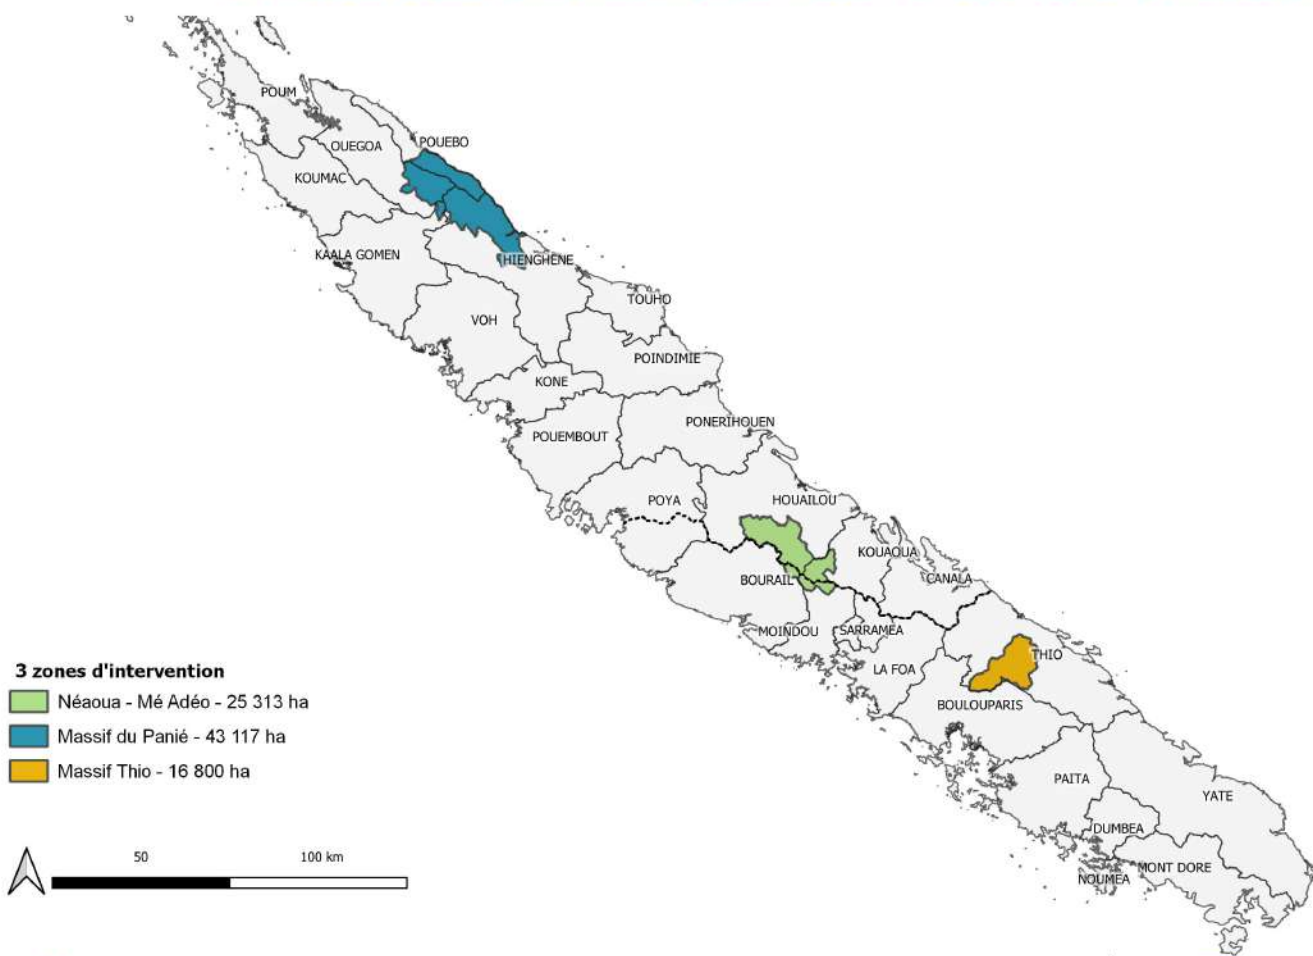 POUM
POUEBO
OUEGOA
KOUMAC
KAALA GOMEN
HIENGHENE
TOUHO
VOH
POINDIMIE
KONE
PONERIHOUEN
POUEMBOUT
POYA
HOUAILOU
KOUAOUA
BOURAIL
CANALA
MOINDOU
SARRAMEA
THIO
LA FOA
BOULOUPARIS
PAITA
YATE
DUMBEA
MONT DORE
NOUMEA
3 zones d'intervention
Néaoua - Mé Adéo - 25 313 ha
Massif du Panié - 43 117 ha
Massif Thio - 16 800 ha
50 100 km